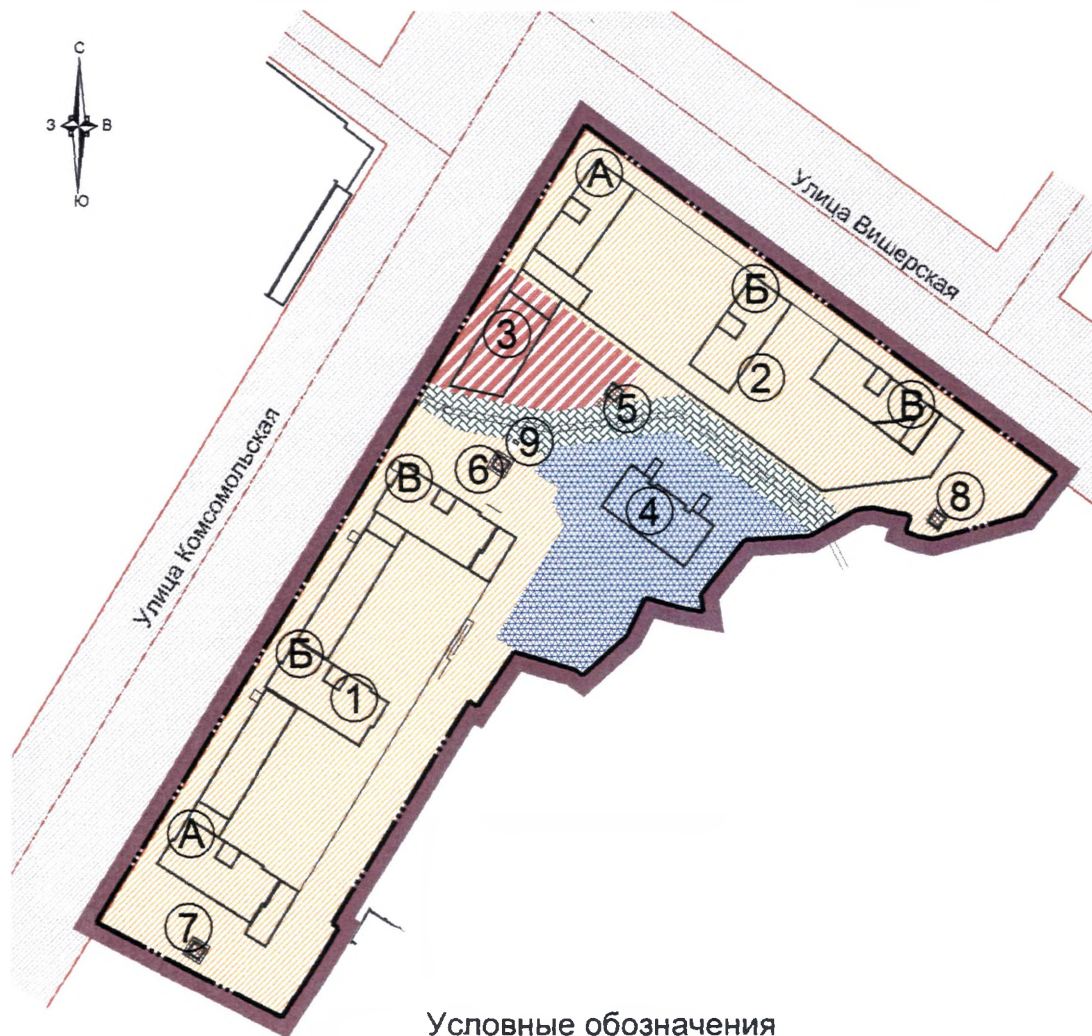 С
З В
Ю
А
Улица Вишерская
Б
3
2
5
В
9
6
В
4
8
Улица Комсомольская
Б
1
А
7
Условные обозначения